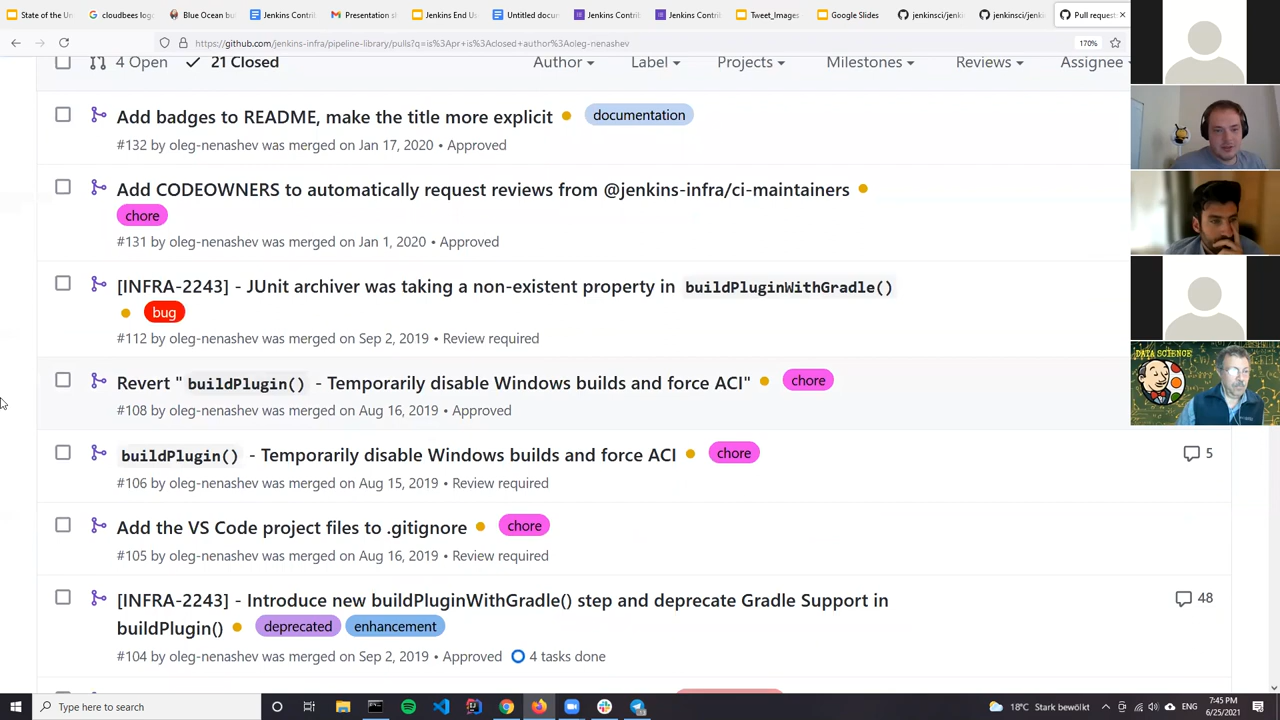 State of the Un
cloudbees logo
Blue Ocean bu
Jenkins Contrib
Presentation si
Jenkins End Us
Untitled docum
Jenkins Contrib
Jenkins Contrib
Tweet_Images
Google Slides
jenkinsci/jenk
jenkinsci/jenk
Pull request
https://github.com/jenkins-infra/pipeline-library/pulls?q=is%3Apr+is%3Aclosed+author%3Aoleg-nenashev
170%
4 Open 21 Closed
Author Label Projects Milestones Reviews Assignee
Add badges to README, make the title more explicit documentation
#132 by oleg-nenashev was merged on Jan 17, 2020 • Approved
Add CODEOWNERS to automatically request reviews from @jenkins-infra/ci-maintainers
chore
#131 by oleg-nenashev was merged on Jan 1, 2020 • Approved
[INFRA-2243] - JUnit archiver was taking a non-existent property in buildPluginWithGradle()
bug
#112 by oleg-nenashev was merged on Sep 2, 2019 • Review required
Revert "buildPlugin() - Temporarily disable Windows builds and force ACI" chore
#108 by oleg-nenashev was merged on Aug 16, 2019 • Approved
buildPlugin() - Temporarily disable Windows builds and force ACI chore 5
#106 by oleg-nenashev was merged on Aug 15, 2019 • Review required
Add the VS Code project files to .gitignore chore
#105 by oleg-nenashev was merged on Aug 16, 2019 • Review required
[INFRA-2243] - Introduce new buildPluginWithGradle() step and deprecate Gradle Support in 48
buildPlugin() deprecated enhancement
#104 by oleg-nenashev was merged on Sep 2, 2019 • Approved 4 tasks done
DATA SCIENCE
Type here to search
18°C Stark bewölkt
ENG
7:45 PM
6/25/2021